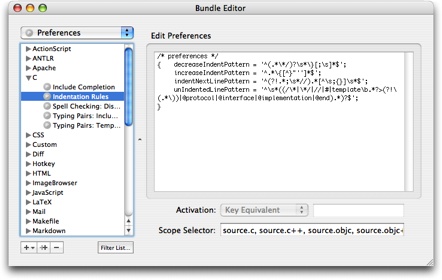 Bundle Editor
Preferences
Edit Preferences
ActionScript
ANTLR
Apache
C
Include Completion
Indentation Rules
Spell Checking: Dis...
Typing Pairs: Inclu...
Typing Pairs: Temp...
CSS
Custom
Diff
Hotkey
HTML
ImageBrowser
JavaScript
LaTeX
Mail
Makefile
Markdown
/* preferences */
{ decreaseIndentPattern = '^(.*\*/)?\s*\}[;\s]*$';
increaseIndentPattern = '^.*\{[^}"']*$';
indentNextLinePattern = '^(?!.*;\s*//).*[^\s;{}]\s*$';
unIndentedLinePattern = '^\s*((/\*|\*/|//|#|template\b.*?>(?!\
(.*\))|@protocol|@interface|@implementation|@end).*)?$';
}
Activation: Key Equivalent
Scope Selector: source.c, source.c++, source.objc, source.objc+
Filter List...